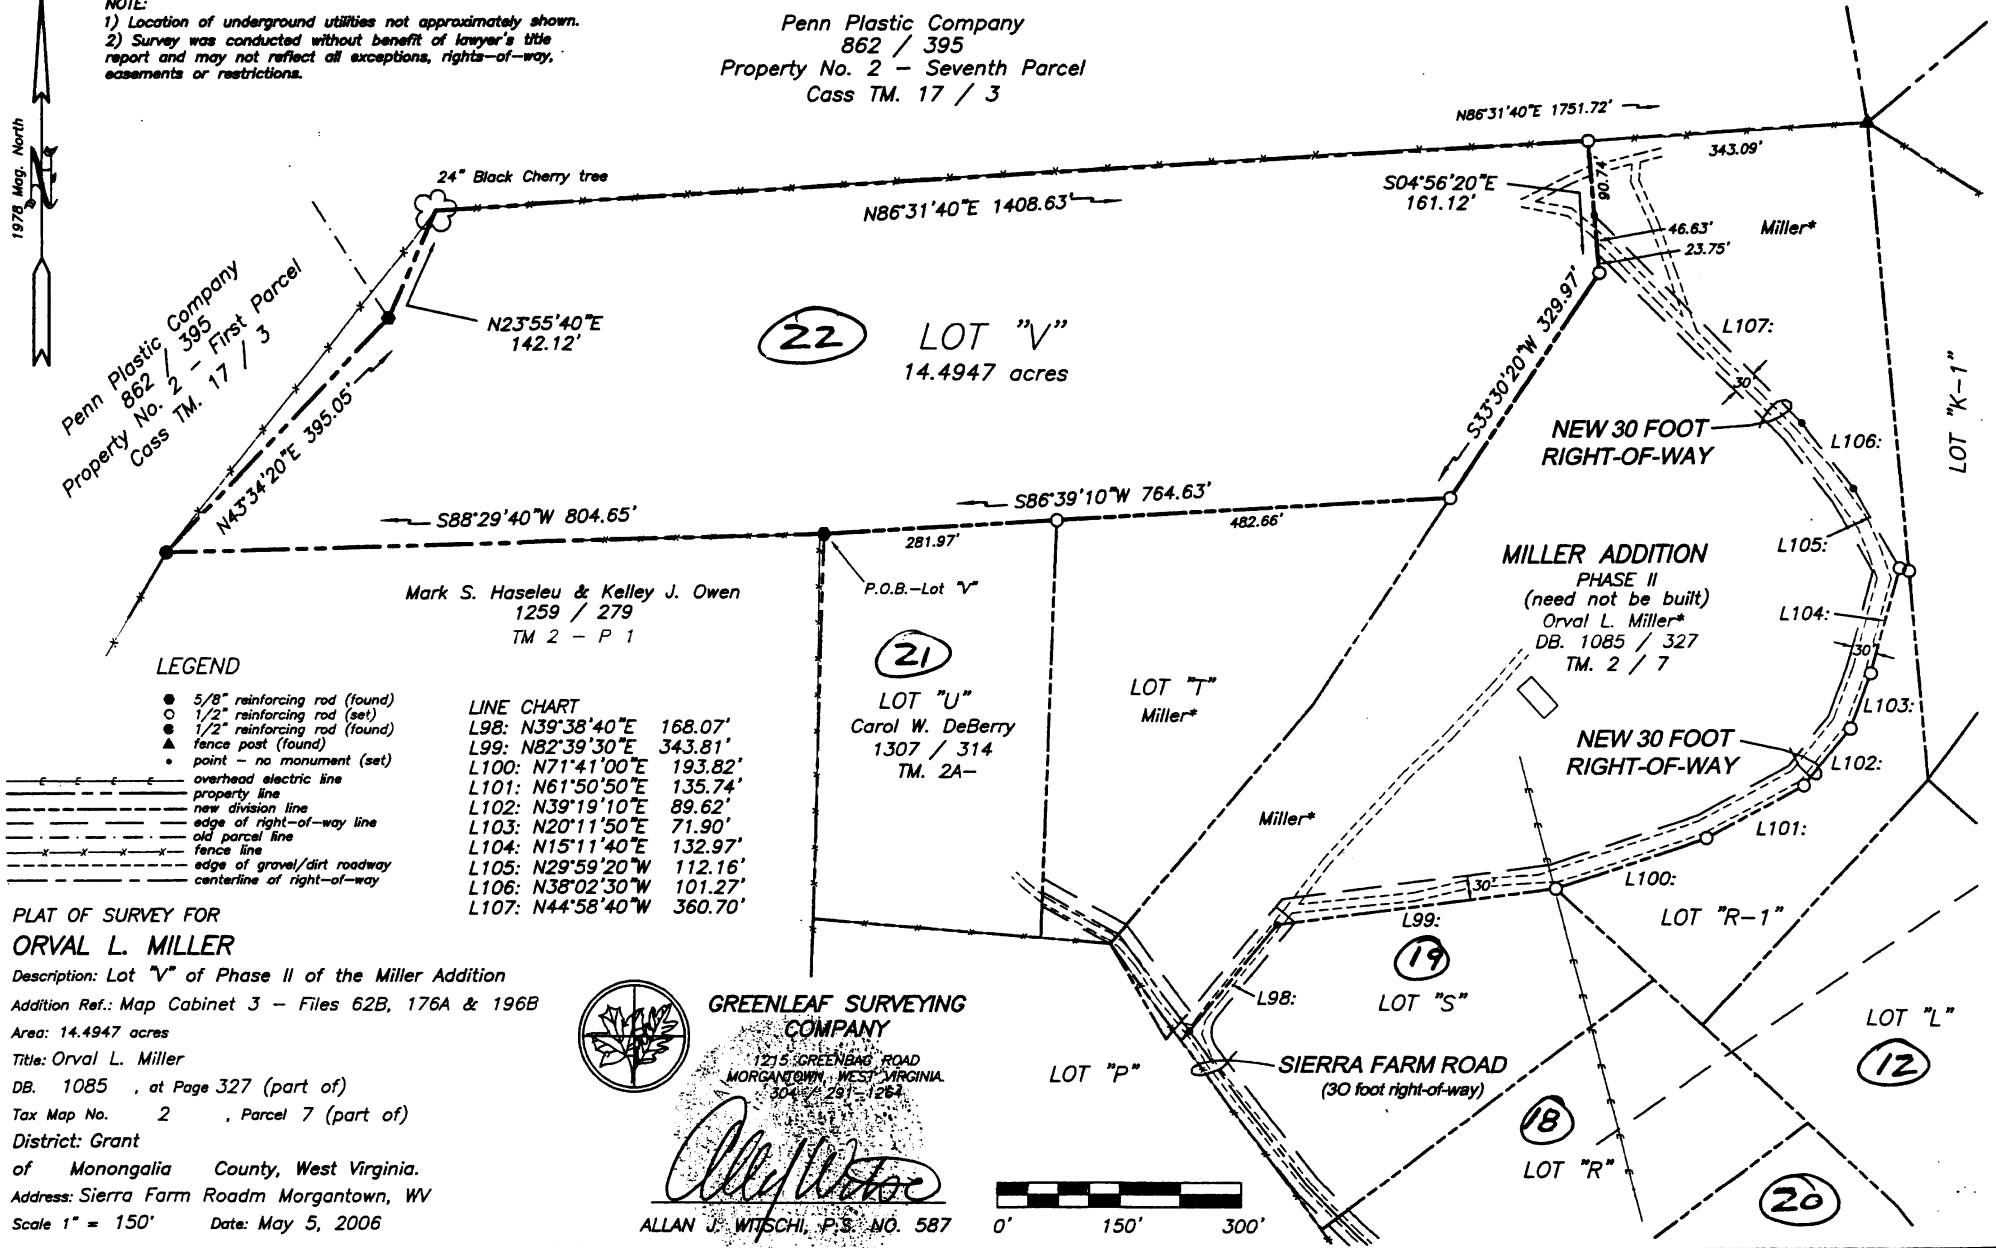 NOTE:
1) Location of underground utilities not approximately shown.
2) Survey was conducted without benefit of lawyer's title
report and may not reflect all exceptions, rights-of-way,
easements or restrictions.
Penn Plastic Company
862 / 395
Property No. 2 - Seventh Parcel
Cass TM. 17 / 3
1978 Mag. North
N
24" Black Cherry tree
N86°31'40"E 1751.72'
343.09'
N86°31'40"E 1408.63'
S04°56'20"E
161.12'
90.74
46.63'
23.75'
Miller*
Penn Plastic Company
862 / 395
Property No. 2 - First Parcel
Cass TM. 17 / 3
N23°55'40"E
142.12'
N43°34'20"E 395.05'
22
LOT "V"
14.4947 acres
S33°30'20"W 329.97'
L107:
30'
NEW 30 FOOT
RIGHT-OF-WAY
L106:
LOT "K-1"
S88°29'40"W 804.65'
S86°39'10"W 764.63'
281.97'
482.66'
L105:
P.O.B.-Lot "V"
Mark S. Haseleu & Kelley J. Owen
1259 / 279
TM 2 - P 1
MILLER ADDITION
PHASE II
(need not be built)
Orval L. Miller*
DB. 1085 / 327
TM. 2 / 7
L104:
30'
L103:
21
LOT "U"
Carol W. DeBerry
1307 / 314
TM. 2A-
LOT "T"
Miller*
Miller*
NEW 30 FOOT
RIGHT-OF-WAY
L102:
L101:
L100:
30'
L99:
LOT "R-1"
19
LOT "S"
L98:
LEGEND
5/8" reinforcing rod (found)
1/2" reinforcing rod (set)
1/2" reinforcing rod (found)
fence post (found)
point - no monument (set)
overhead electric line
property line
new division line
edge of right-of-way line
old parcel line
fence line
edge of gravel/dirt roadway
centerline of right-of-way
LINE CHART
L98: N39°38'40"E 168.07'
L99: N82°39'30"E 343.81'
L100: N71°41'00"E 193.82'
L101: N61°50'50"E 135.74'
L102: N39°19'10"E 89.62'
L103: N20°11'50"E 71.90'
L104: N15°11'40"E 132.97'
L105: N29°59'20"W 112.16'
L106: N38°02'30"W 101.27'
L107: N44°58'40"W 360.70'
PLAT OF SURVEY FOR
ORVAL L. MILLER
Description: Lot "V" of Phase II of the Miller Addition
Addition Ref.: Map Cabinet 3 - Files 62B, 176A & 196B
Area: 14.4947 acres
Title: Orval L. Miller
DB. 1085 , at Page 327 (part of)
Tax Map No. 2 , Parcel 7 (part of)
District: Grant
of Monongalia County, West Virginia.
Address: Sierra Farm Roadm Morgantown, WV
Scale 1" = 150' Date: May 5, 2006
GREENLEAF SURVEYING
COMPANY
1215 GREENBAG ROAD
MORGANTOWN, WEST VIRGINIA.
304 / 291-1264
ALLAN J. WITSCHI, P.S. NO. 587
LOT "P"
SIERRA FARM ROAD
(30 foot right-of-way)
0' 150' 300'
18
LOT "R"
LOT "L"
12
20